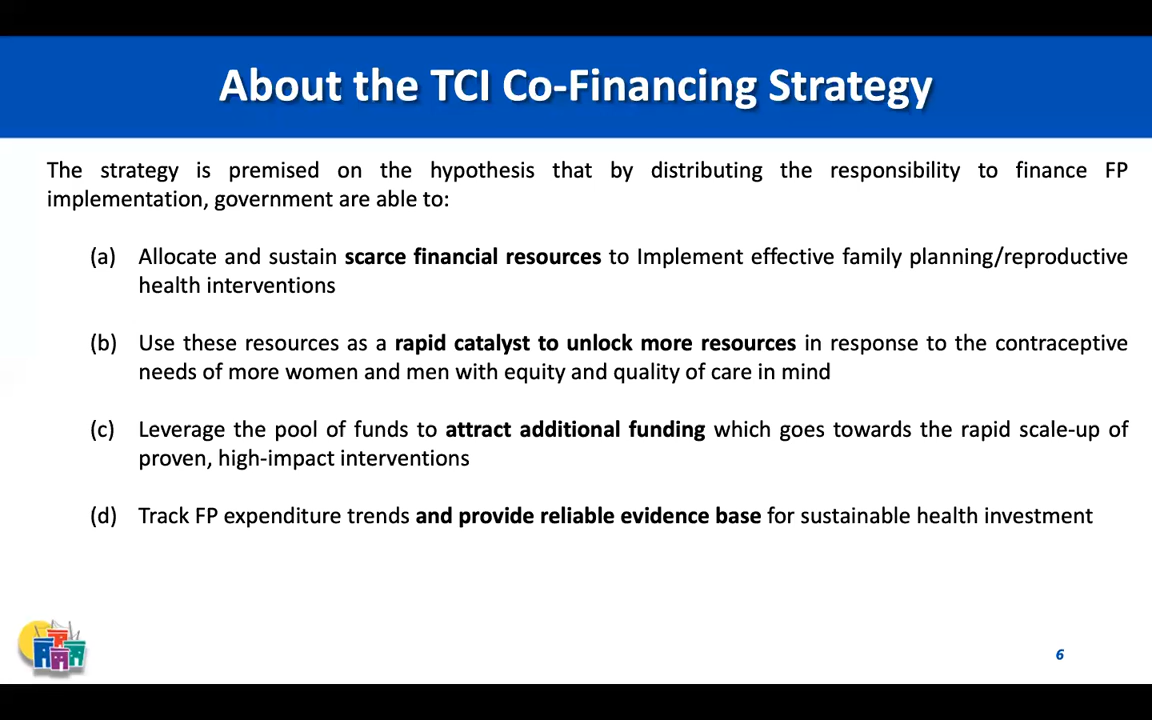 About the TCI Co-Financing Strategy
The strategy is premised on the hypothesis that by distributing the responsibility to finance FP
implementation, government are able to:
(a) Allocate and sustain scarce financial resources to Implement effective family planning/reproductive
health interventions
(b) Use these resources as a rapid catalyst to unlock more resources in response to the contraceptive
needs of more women and men with equity and quality of care in mind
(c) Leverage the pool of funds to attract additional funding which goes towards the rapid scale-up of
proven, high-impact interventions
(d) Track FP expenditure trends and provide reliable evidence base for sustainable health investment
6